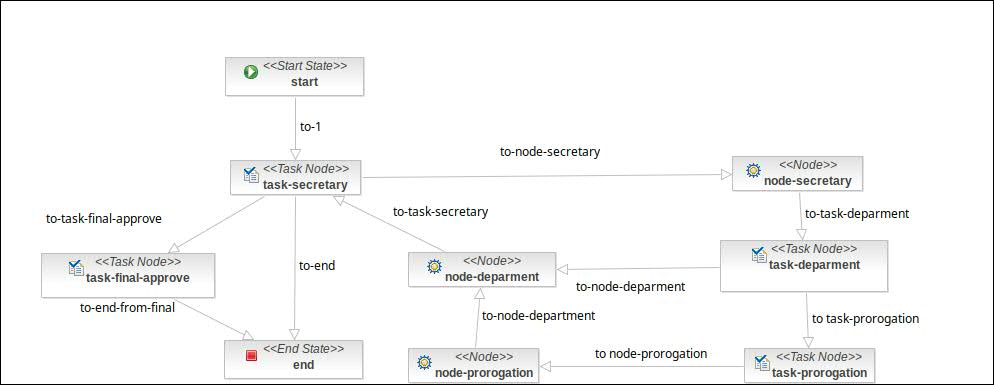 <<Start State>>
start
to-1
to-node-secretary
<<Task Node>>
task-secretary
<<Node>>
node-secretary
to-task-final-approve
to-task-secretary
to-task-deparment
<<Task Node>>
task-final-approve
to-end
<<Node>>
node-deparment
<<Task Node>>
task-deparment
to-node-deparment
to-end-from-final
to-node-department
to task-prorogation
<<End State>>
end
<<Node>>
node-prorogation
to node-prorogation
<<Task Node>>
task-prorogation